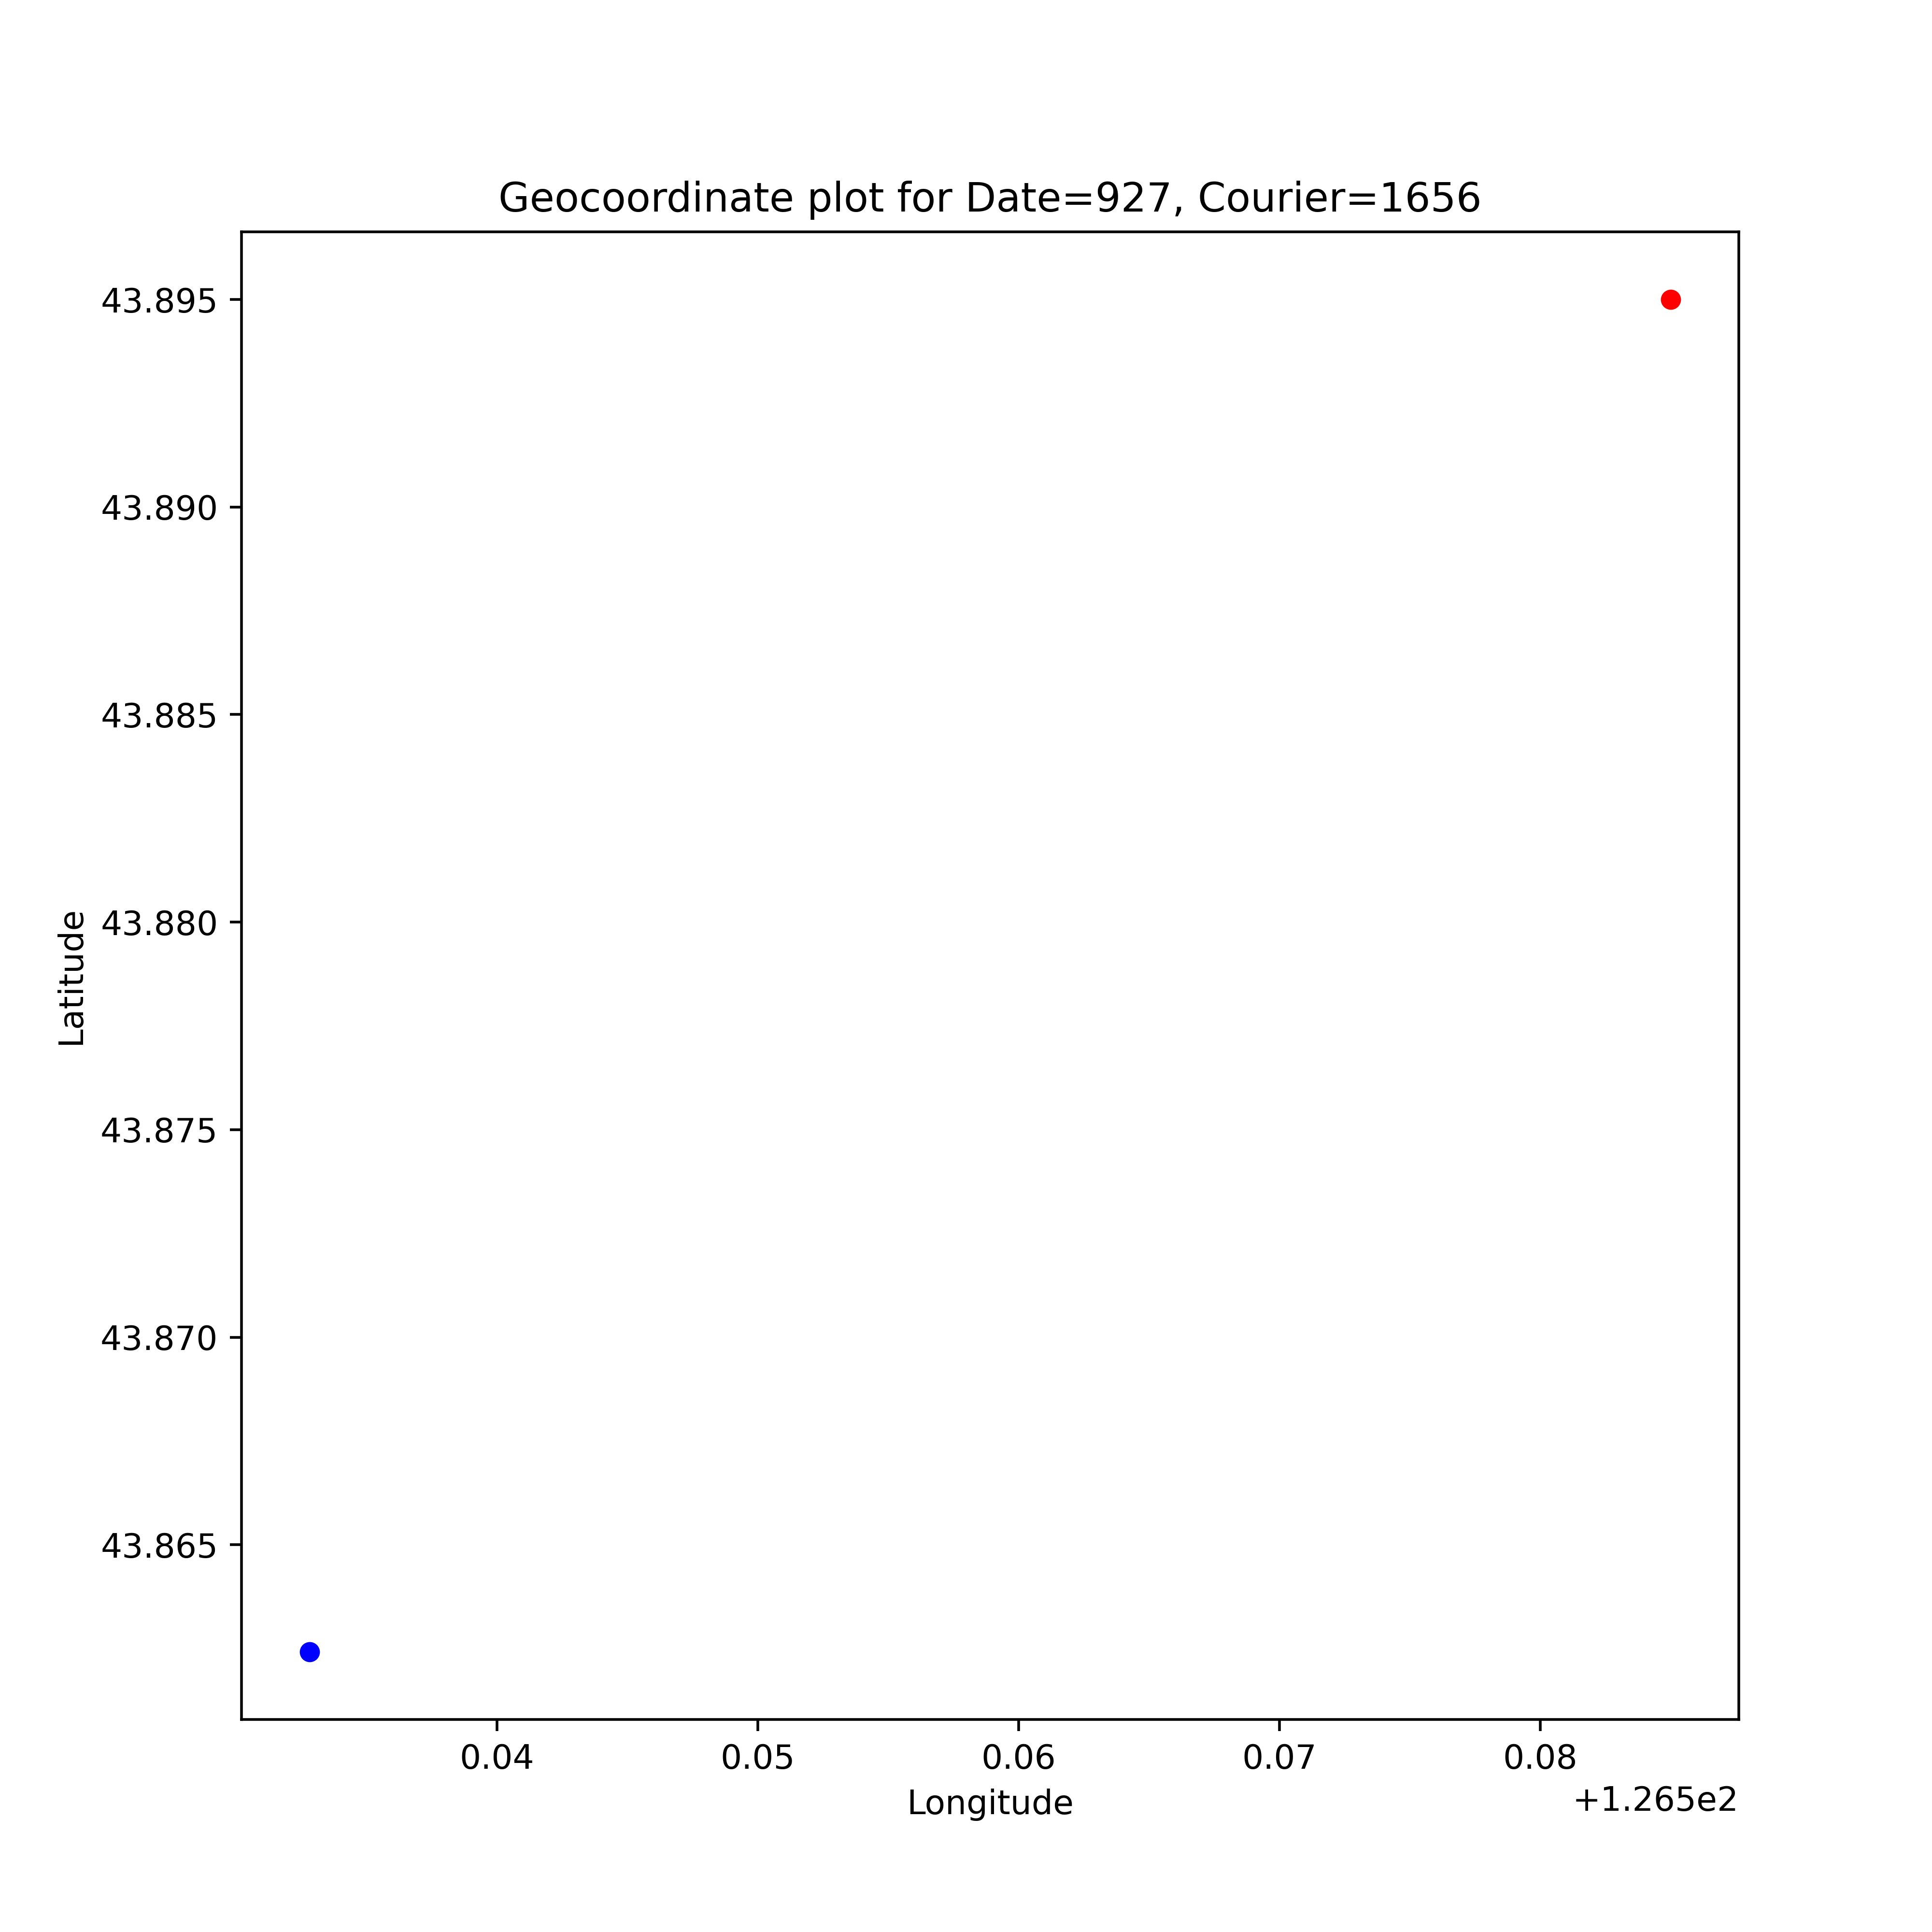 Geocoordinate plot for Date=927, Courier=1656
43.895
43.890
43.885
43.880
43.875
43.870
43.865
Latitude
0.04 0.05 0.06 0.07 0.08
+1.265e2
Longitude